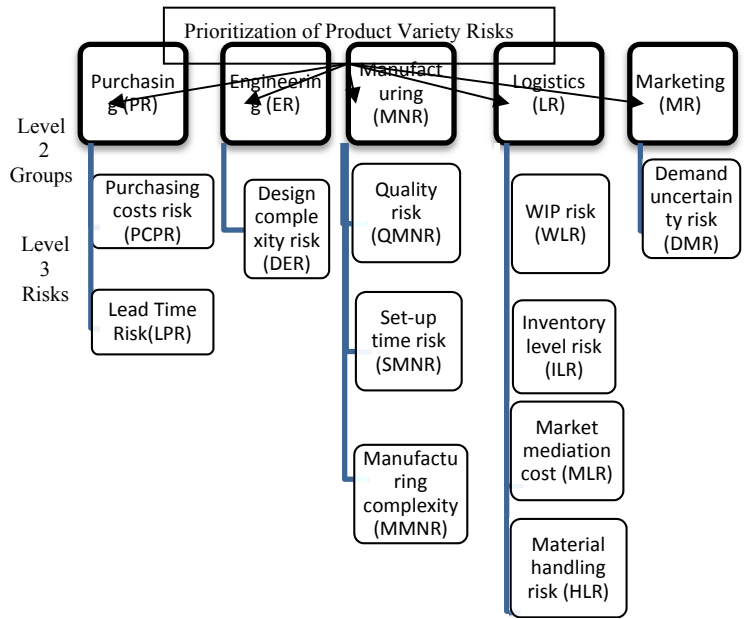 Prioritization of Product Variety Risks
Purchasin
g (PR)
Engineerin
g (ER)
Manufact
uring
(MNR)
Logistics
(LR)
Marketing
(MR)
Level
2
Groups
Level
3
Risks
Purchasing
costs risk
(PCPR)
Lead Time
Risk(LPR)
Design
comple
xity risk
(DER)
Quality
risk
(QMNR)
Set-up
time risk
(SMNR)
Manufactu
ring
complexity
(MMNR)
WIP risk
(WLR)
Inventory
level risk
(ILR)
Market
mediation
cost (MLR)
Material
handling
risk (HLR)
Demand
uncertain
ty risk
(DMR)